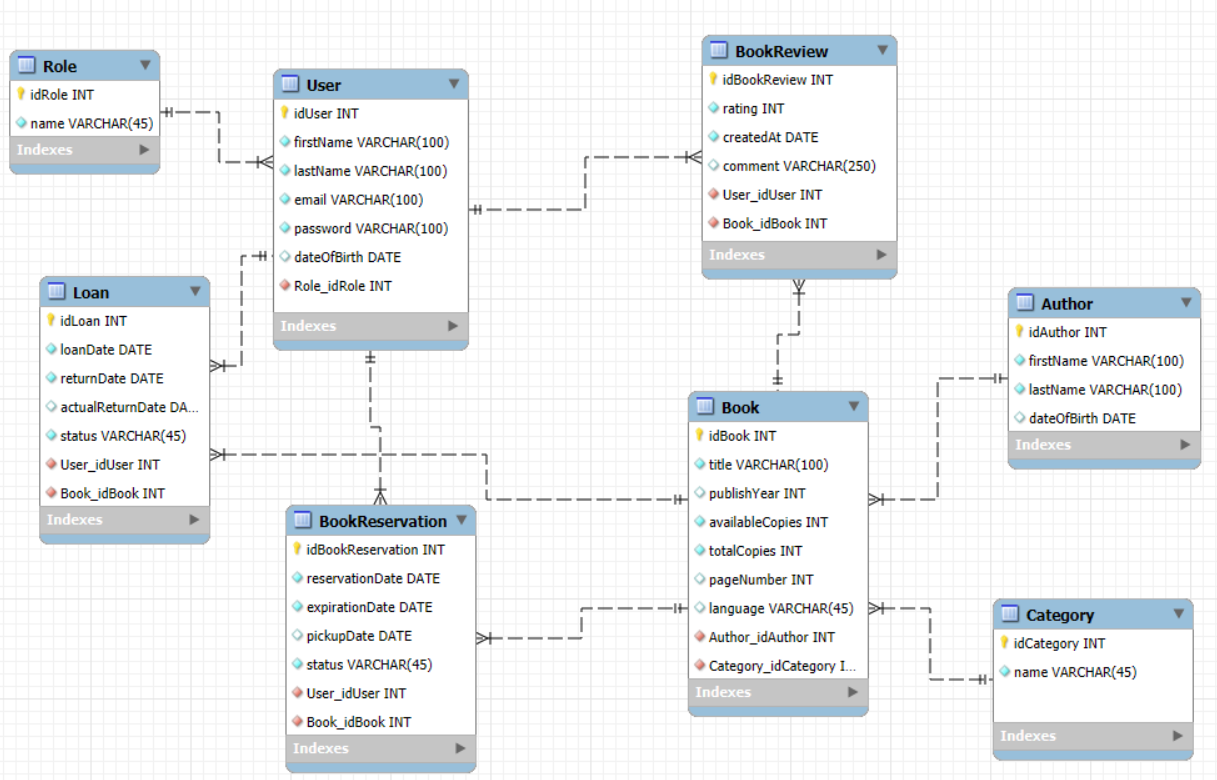 Role
idRole INT
name VARCHAR(45)
Indexes
User
idUser INT
firstName VARCHAR(100)
lastName VARCHAR(100)
email VARCHAR(100)
password VARCHAR(100)
dateOfBirth DATE
Role_idRole INT
Indexes
BookReview
idBookReview INT
rating INT
createdAt DATE
comment VARCHAR(250)
User_idUser INT
Book_idBook INT
Indexes
Loan
idLoan INT
loanDate DATE
returnDate DATE
actualReturnDate DA...
status VARCHAR(45)
User_idUser INT
Book_idBook INT
Indexes
Author
idAuthor INT
firstName VARCHAR(100)
lastName VARCHAR(100)
dateOfBirth DATE
Indexes
Book
idBook INT
title VARCHAR(100)
publishYear INT
availableCopies INT
totalCopies INT
pageNumber INT
language VARCHAR(45)
Author_idAuthor INT
Category_idCategory I...
Indexes
BookReservation
idBookReservation INT
reservationDate DATE
expirationDate DATE
pickupDate DATE
status VARCHAR(45)
User_idUser INT
Book_idBook INT
Indexes
Category
idCategory INT
name VARCHAR(45)
Indexes